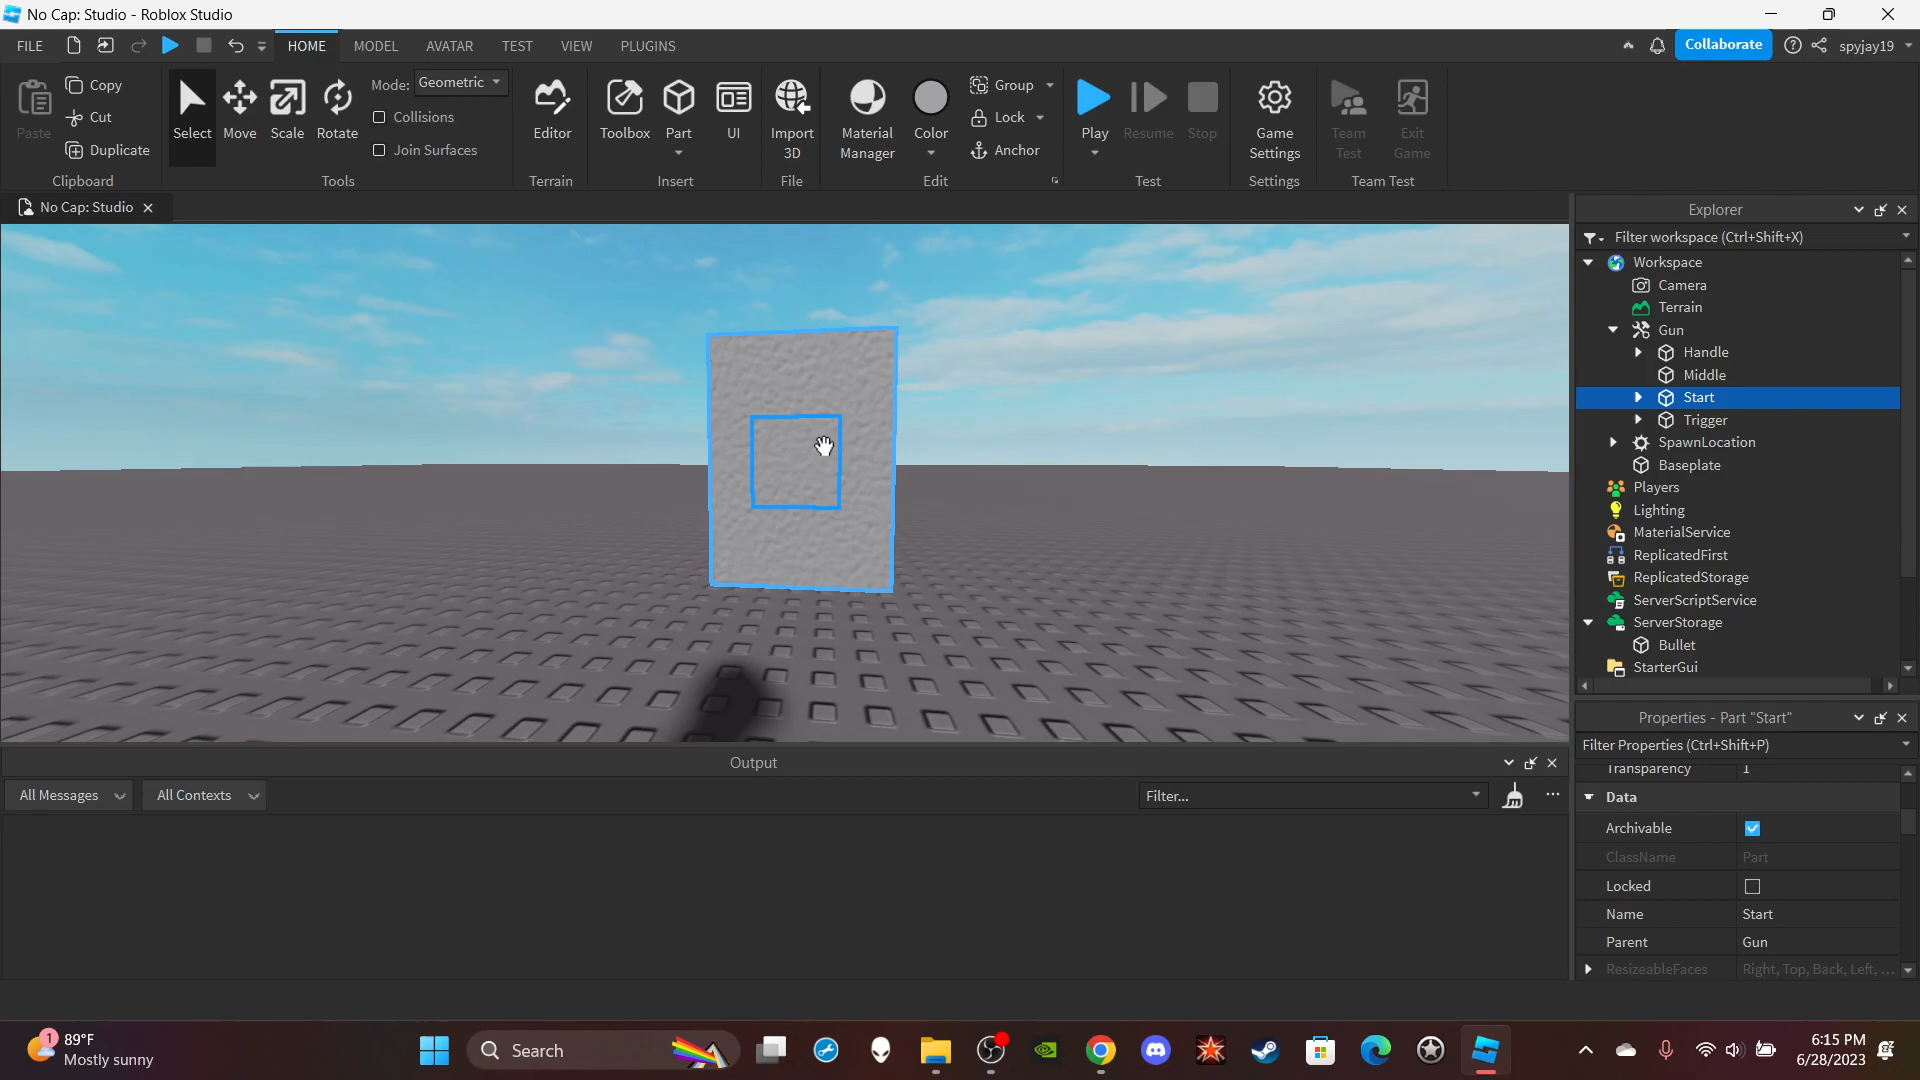 No Cap: Studio - Roblox Studio
FILE
HOME
MODEL
AVATAR
TEST
VIEW
PLUGINS
Collaborate
spyjay19
Paste
Copy
Cut
Duplicate
Clipboard
Select
Move
Scale
Rotate
Mode:
Geometric
Collisions
Join Surfaces
Tools
Editor
Terrain
Toolbox
Part
UI
Insert
Import
3D
File
Material
Manager
Color
Group
Lock
Anchor
Edit
Play
Resume
Stop
Test
Game
Settings
Settings
Team
Test
Exit
Game
Team Test
No Cap: Studio
Explorer
Filter workspace (Ctrl+Shift+X)
Workspace
Camera
Terrain
Gun
Handle
Middle
Start
Trigger
SpawnLocation
Baseplate
Players
Lighting
MaterialService
ReplicatedFirst
ReplicatedStorage
ServerScriptService
ServerStorage
Bullet
StarterGui
Properties - Part "Start"
Filter Properties (Ctrl+Shift+P)
Transparency 1
Data
Archivable
ClassName Part
Locked
Name Start
Parent Gun
ResizeableFaces Right, Top, Back, Left, ...
Output
All Messages
All Contexts
Filter...
1
89°F
Mostly sunny
Search
6:15 PM
6/28/2023